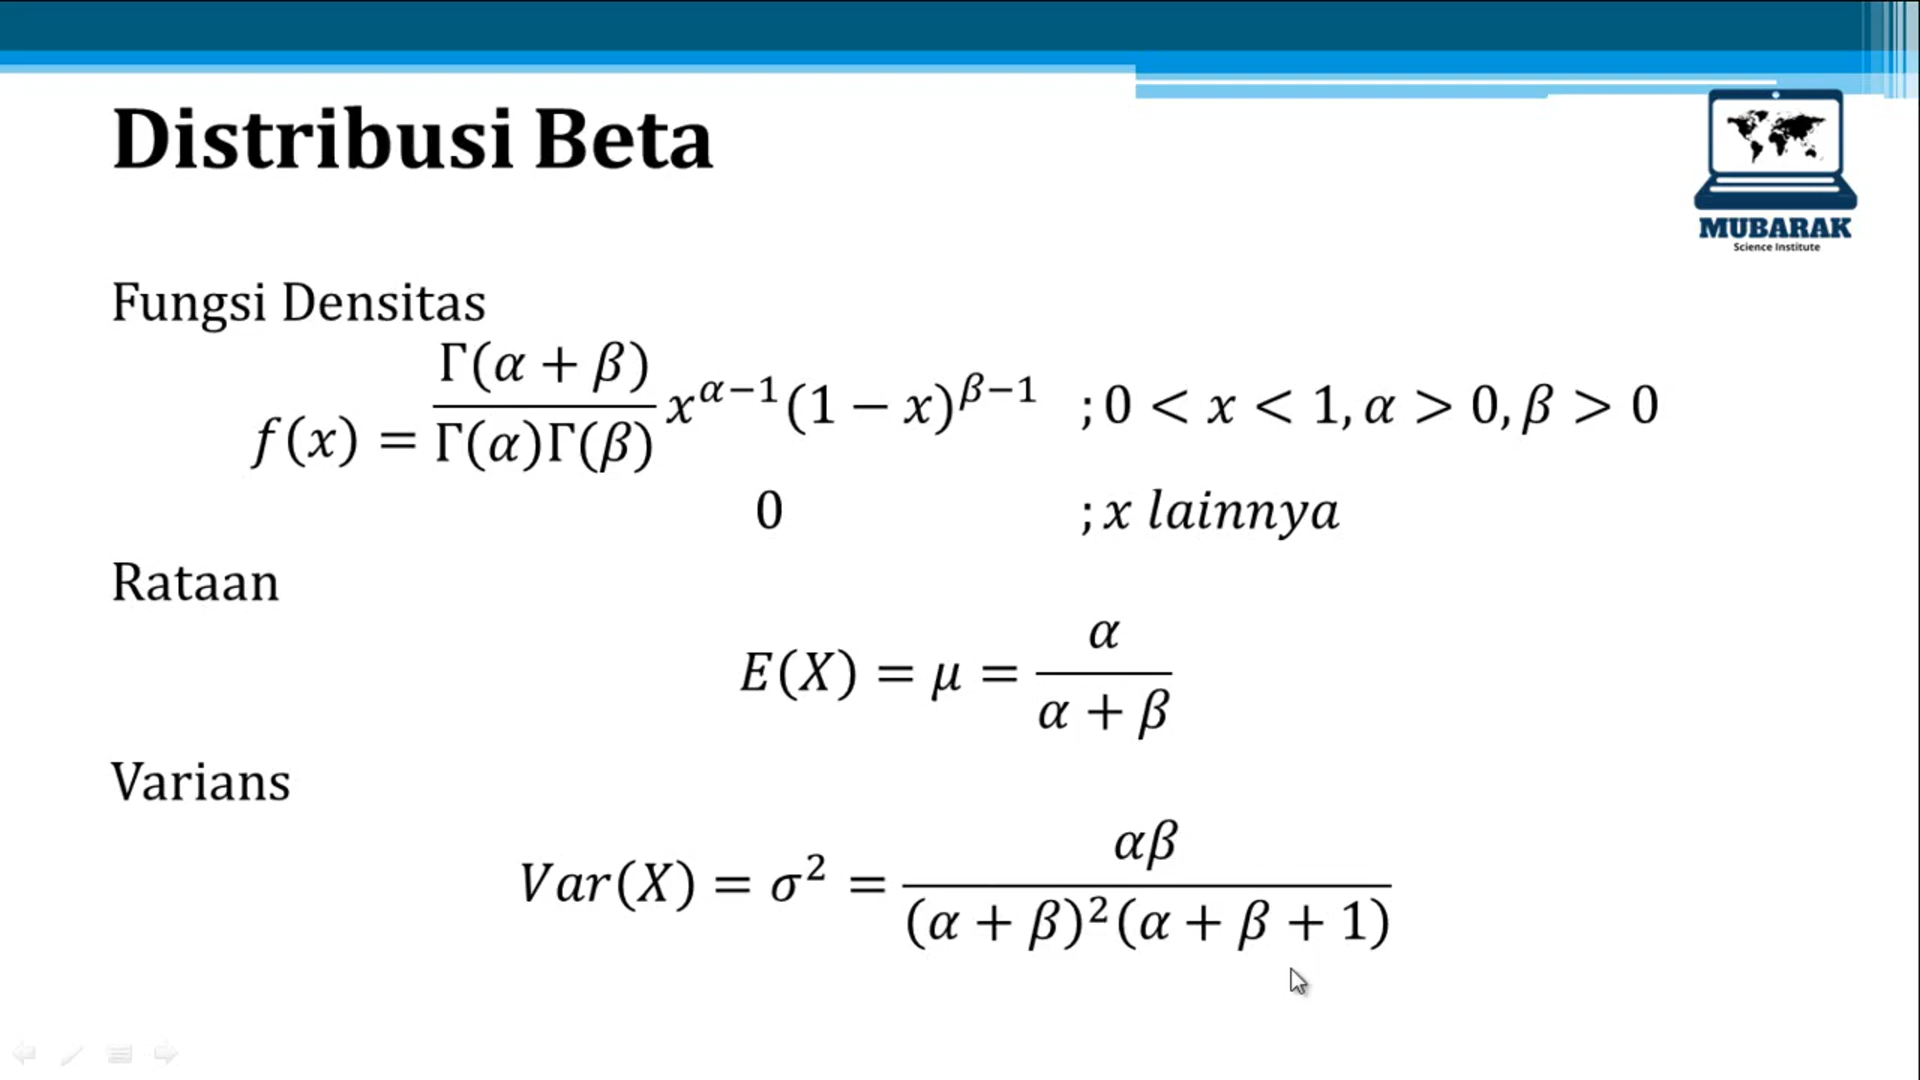 Distribusi Beta
MUBARAK
Science Institute
Fungsi Densitas
f(x) = Γ(α + β) / Γ(α)Γ(β) x^(α−1) (1 − x)^(β−1) ; 0 < x < 1, α > 0, β > 0
0 ; x lainnya
Rataan
E(X) = μ = α / (α + β)
Varians
Var(X) = σ² = αβ / (α + β)²(α + β + 1)